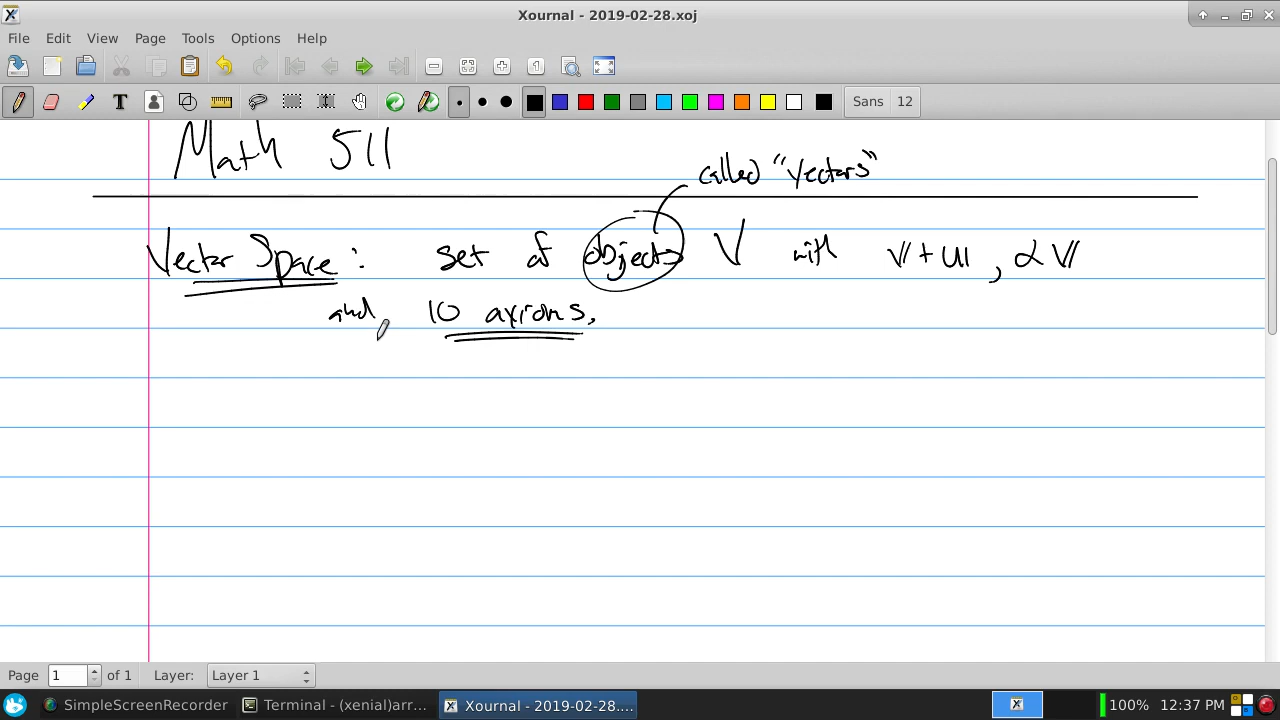 Xournal - 2019-02-28.xoj
File Edit View Page Tools Options Help
Sans 12
Math 511
called "vectors"
Vector Space: set of objects V with v+u, αv
and 10 axioms.
Page 1 of 1 Layer: Layer 1
SimpleScreenRecorder Terminal - (xenial)arr... Xournal - 2019-02-28.... 100% 12:37 PM